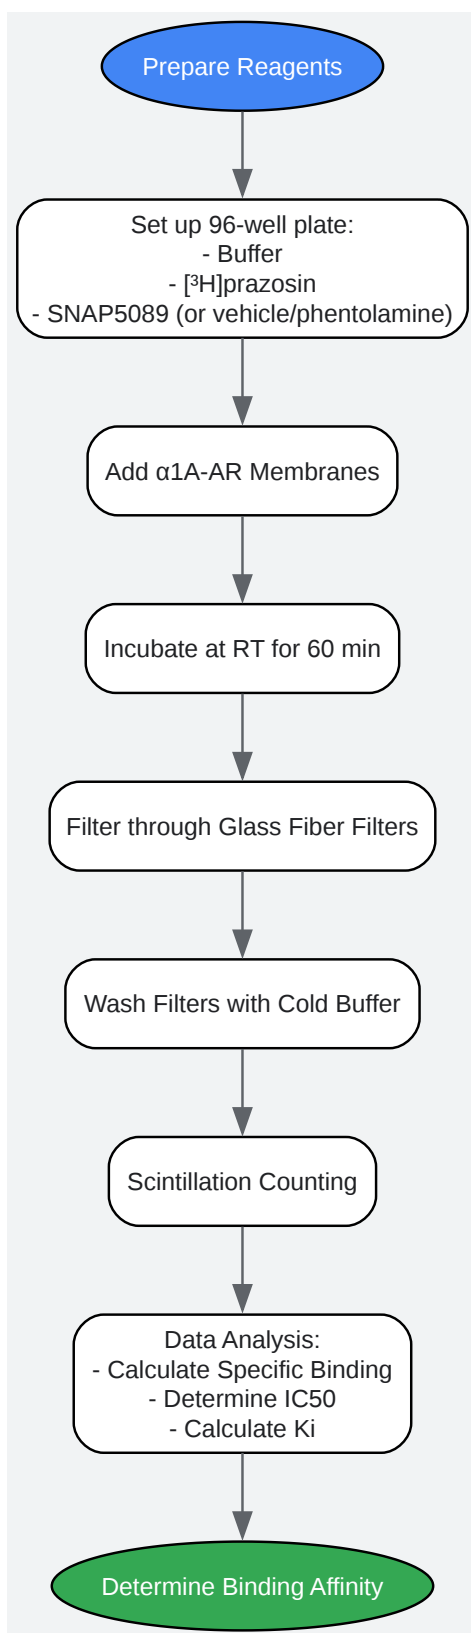 Prepare Reagents
Set up 96-well plate:
- Buffer
- [³H]prazosin
- SNAP5089 (or vehicle/phentolamine)
Add α1A-AR Membranes
Incubate at RT for 60 min
Filter through Glass Fiber Filters
Wash Filters with Cold Buffer
Scintillation Counting
Data Analysis:
- Calculate Specific Binding
- Determine IC50
- Calculate Ki
Determine Binding Affinity